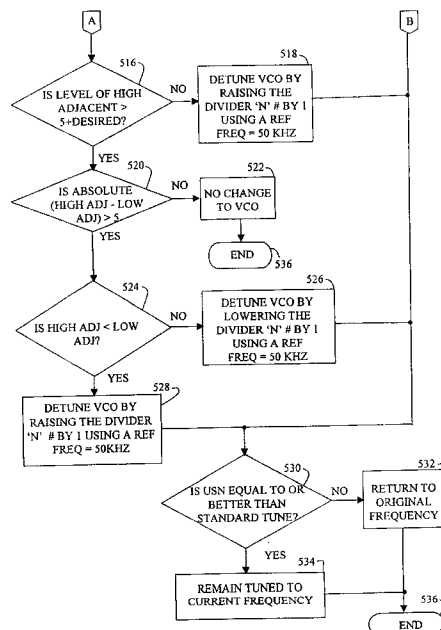 A
B
516
518
IS LEVEL OF HIGH
ADJACENT >
5+DESIRED?
NO
DETUNE VCO BY
RAISING THE
DIVIDER 'N' # BY 1
USING A REF
FREQ = 50 KHZ
YES
520
522
IS ABSOLUTE
(HIGH ADJ - LOW
ADJ) > 5
NO
NO CHANGE
TO VCO
YES
END
536
524
526
IS HIGH ADJ < LOW
ADJ?
NO
DETUNE VCO BY
LOWERING THE
DIVIDER 'N' # BY 1
USING A REF
FREQ = 50 KHZ
YES
528
DETUNE VCO BY
RAISING THE DIVIDER
'N' # BY 1 USING A REF
FREQ = 50KHZ
530
532
IS USN EQUAL TO OR
BETTER THAN
STANDARD TUNE?
NO
RETURN TO
ORIGINAL
FREQUENCY
YES
534
REMAIN TUNED TO
CURRENT FREQUENCY
536
END